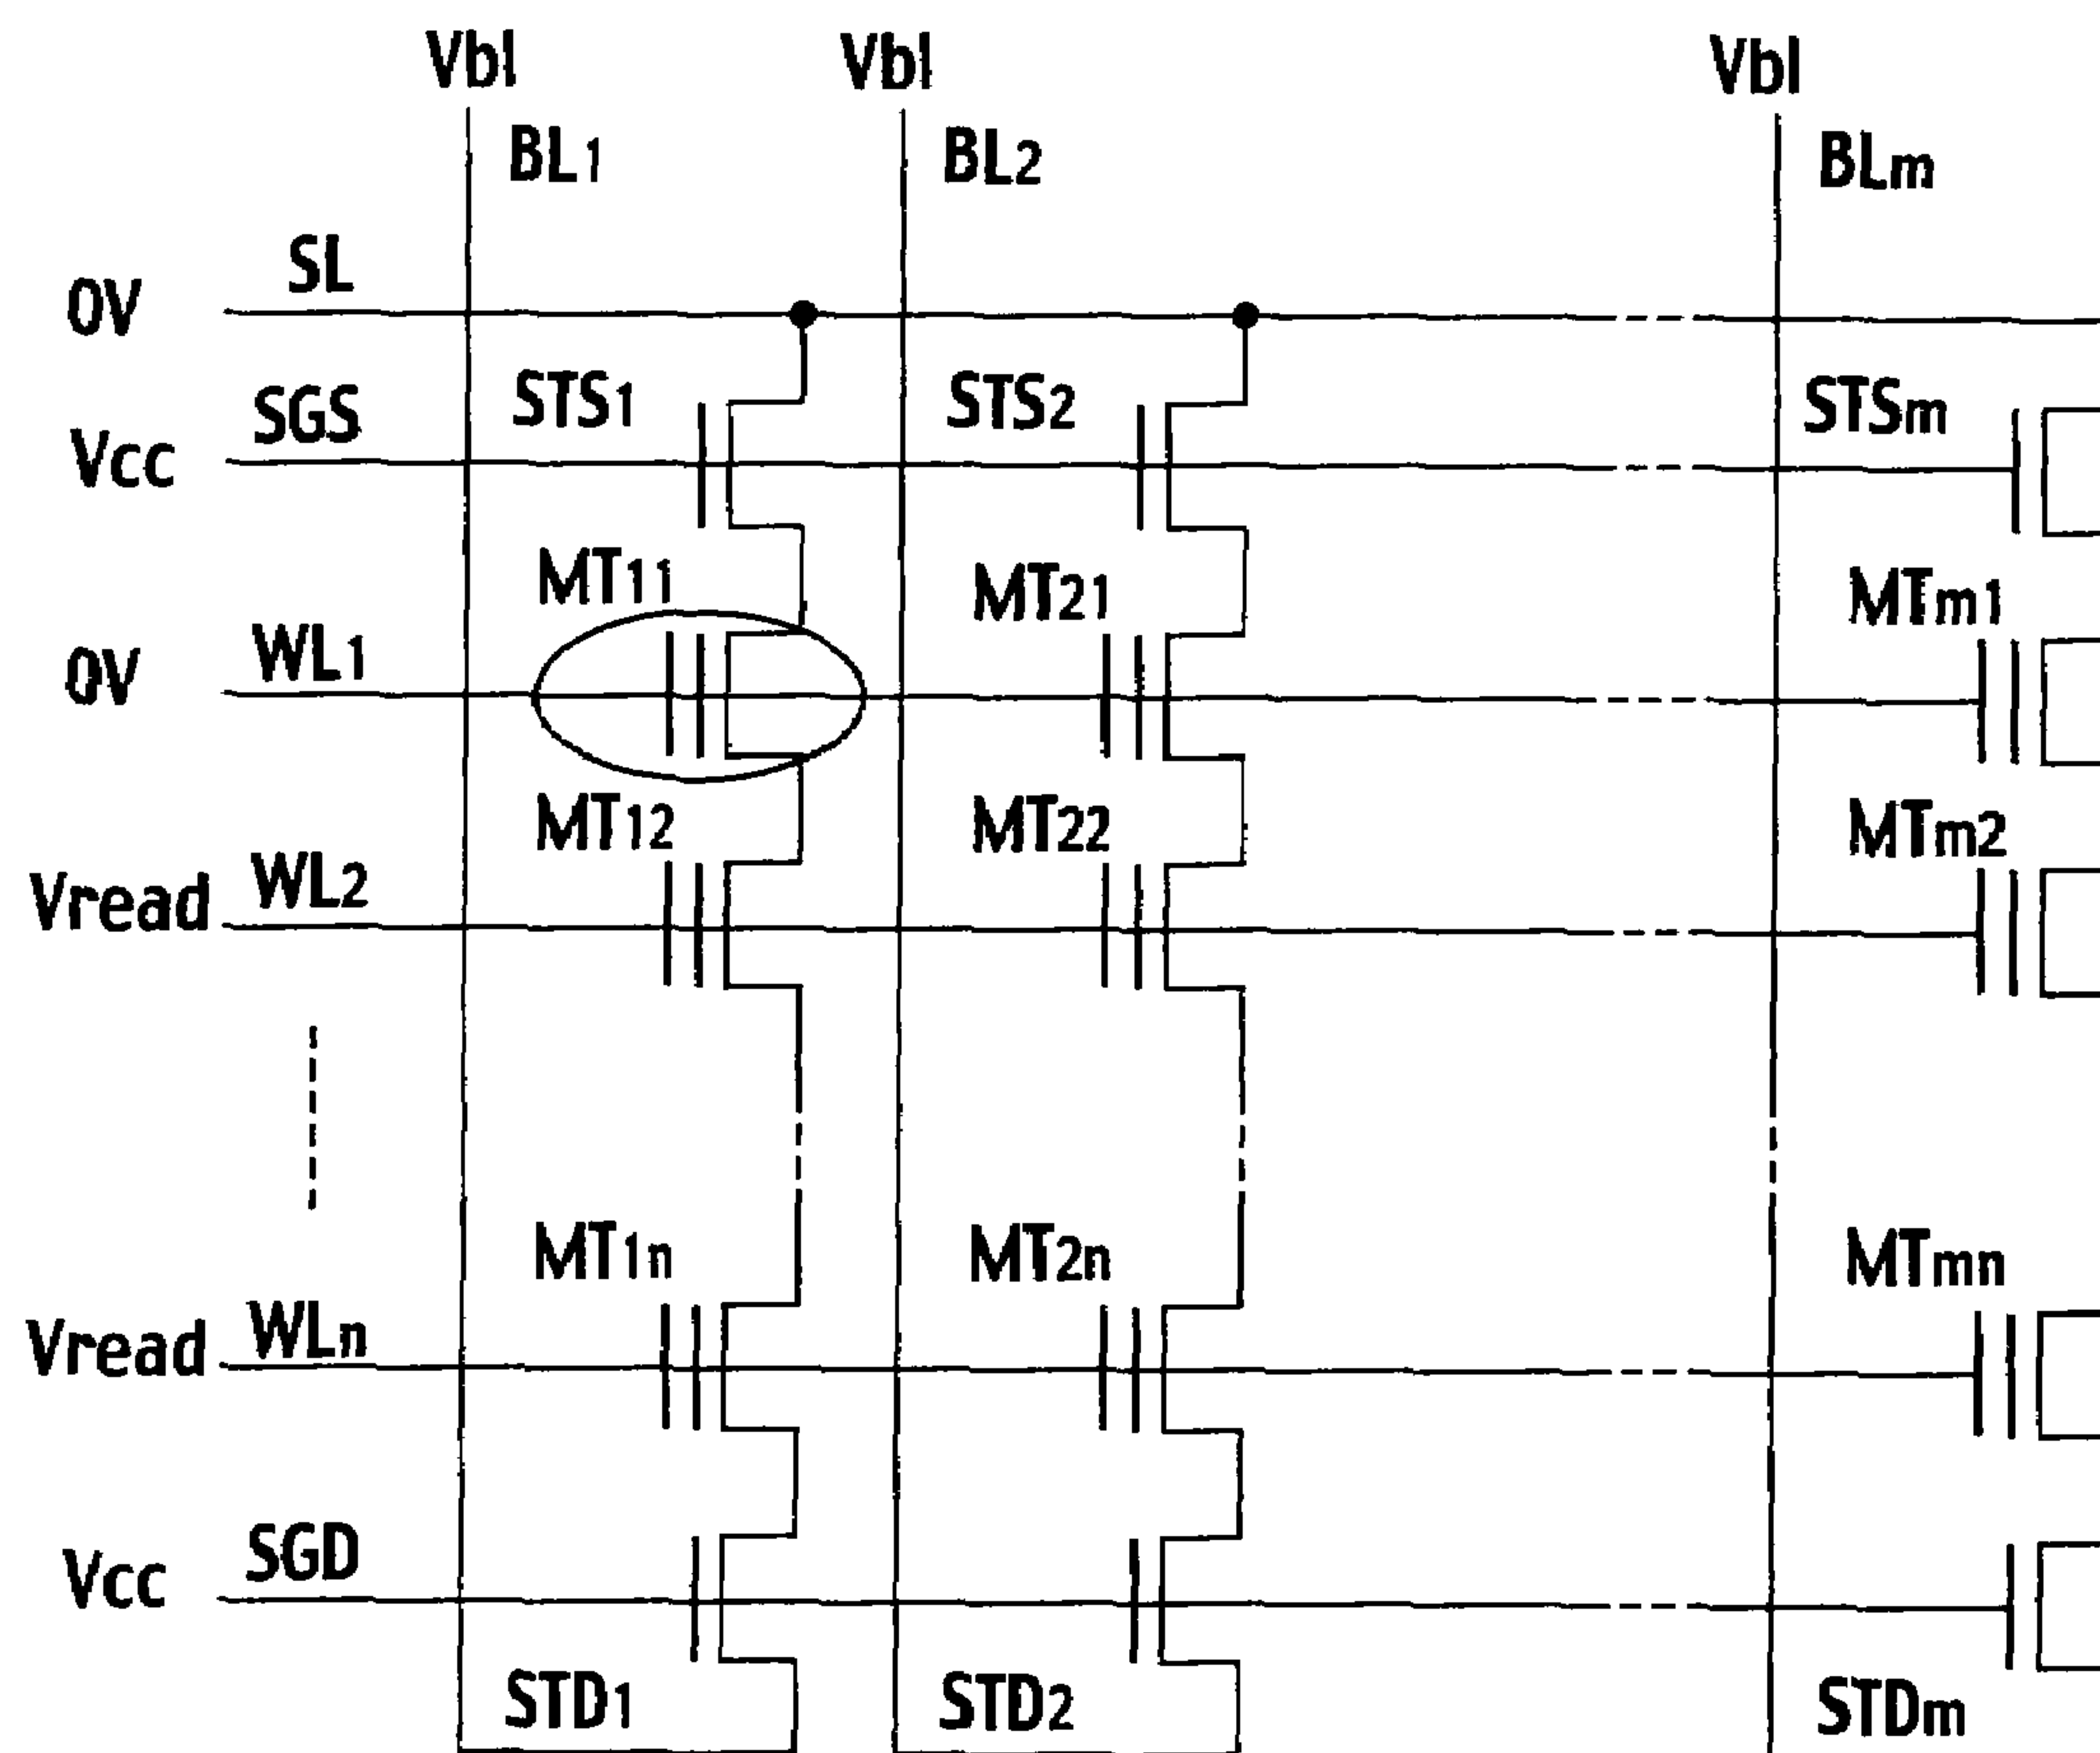 Vbl Vbl Vbl
BL1 BL2 BLm
SL
0V
SGS STS1 STS2 STSm
Vcc
MT11 MT21 MTm1
WL1
0V
MT12 MT22 MTm2
Vread WL2
MT1n MT2n MTmn
Vread WLn
SGD
Vcc
STD1 STD2 STDm